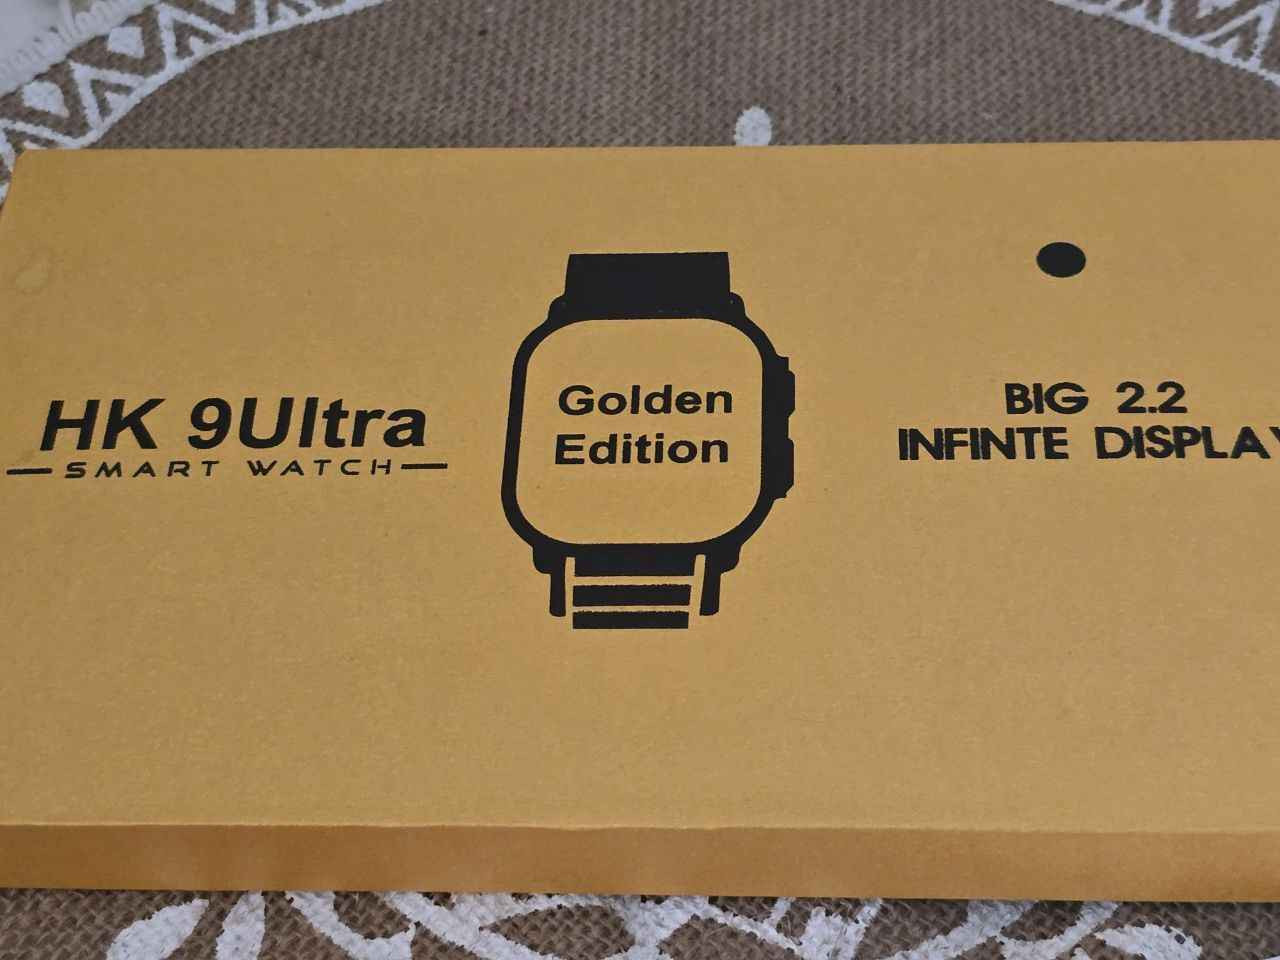 HK 9Ultra
SMART WATCH
Golden
Edition
BIG 2.2
INFINTE DISPLAY